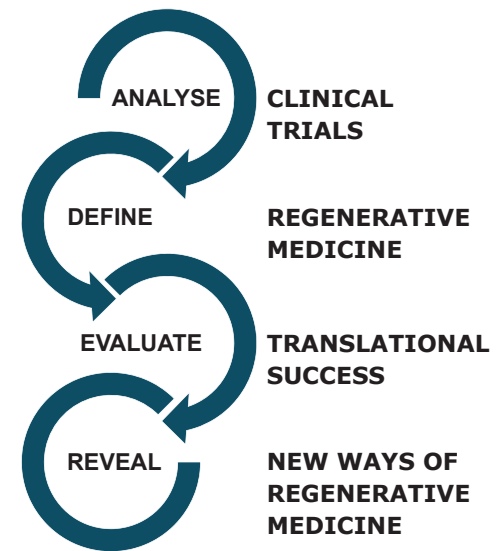 ANALYSE
CLINICAL
TRIALS
DEFINE
REGENERATIVE
MEDICINE
EVALUATE
TRANSLATIONAL
SUCCESS
REVEAL
NEW WAYS OF
REGENERATIVE
MEDICINE